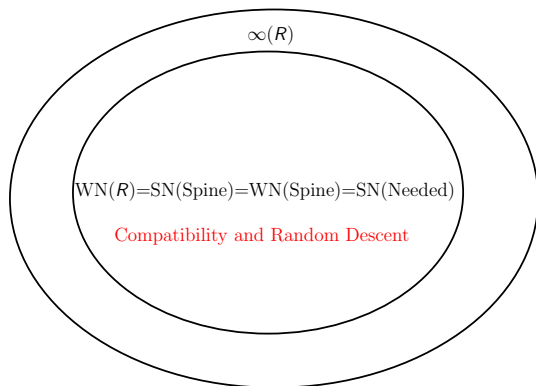 ∞(R)
WN(R)=SN(Spine)=WN(Spine)=SN(Needed)
Compatibility and Random Descent